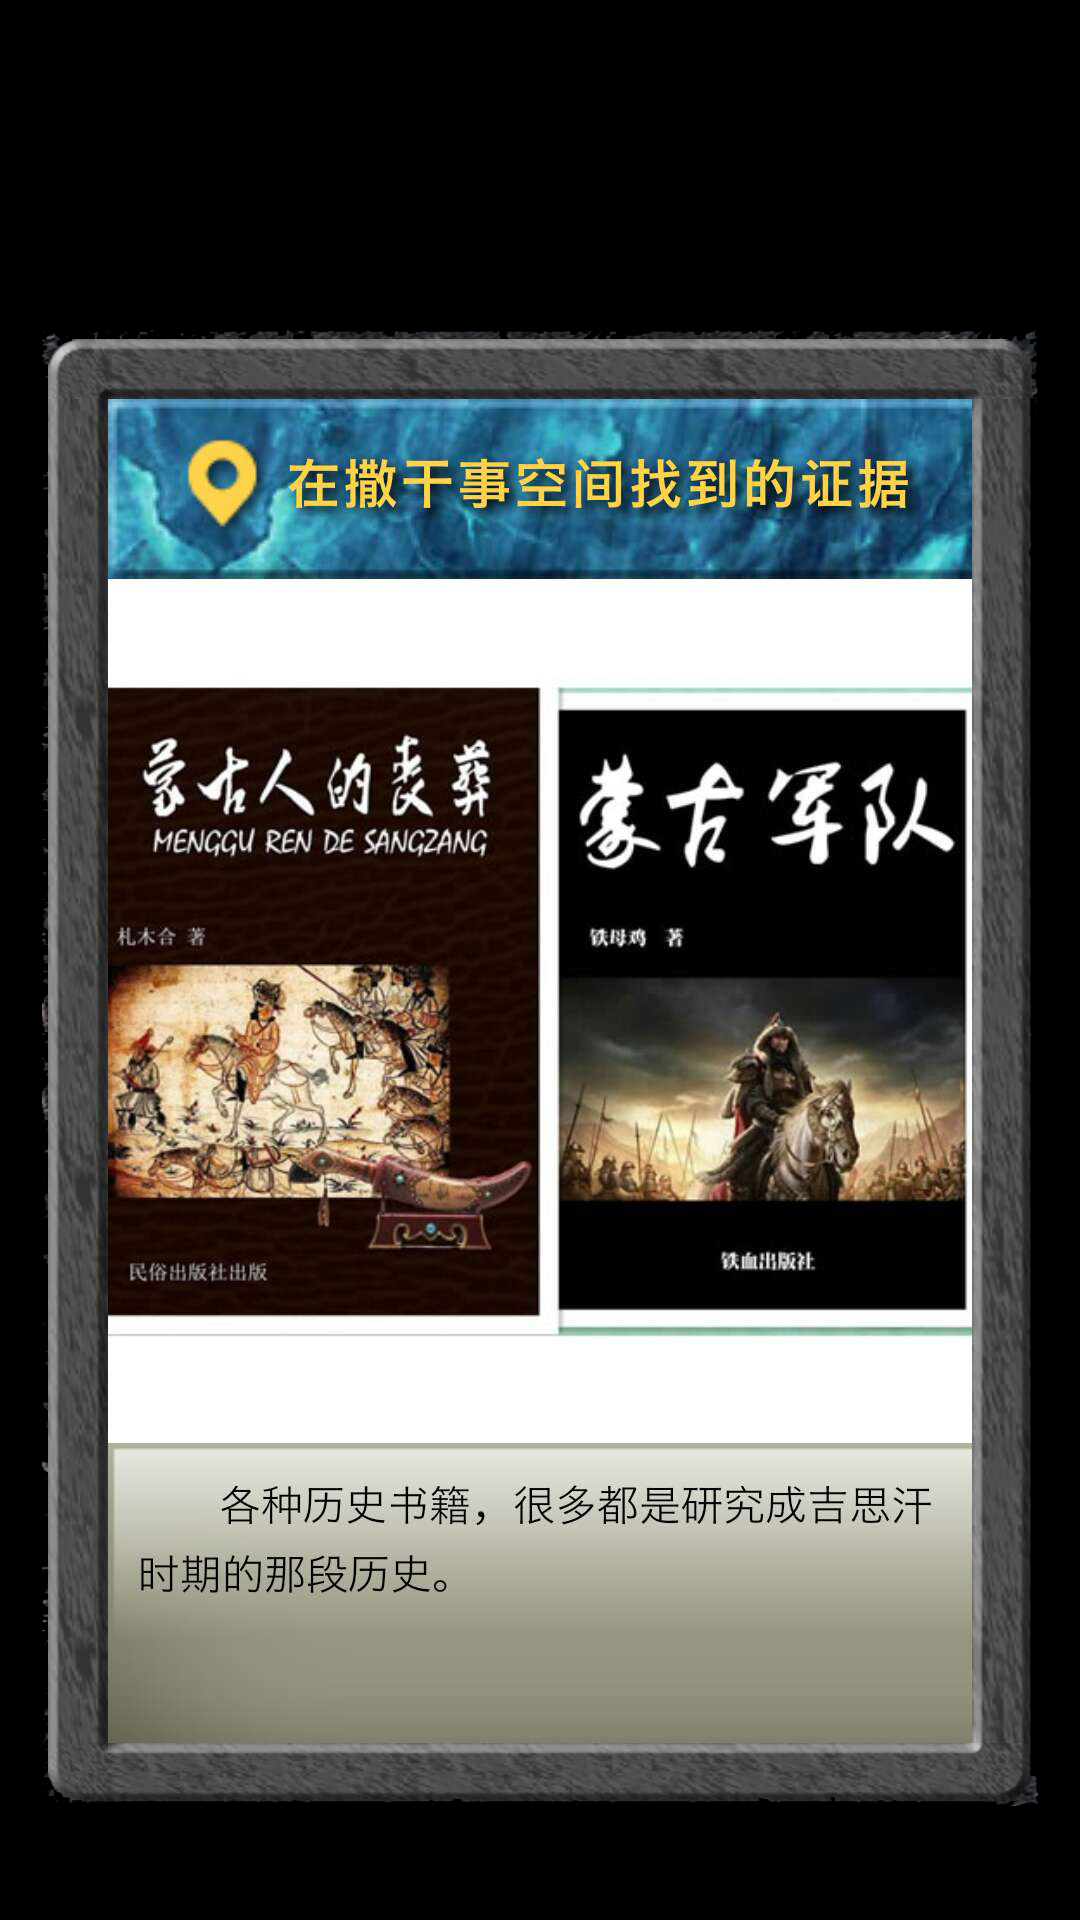 在撒干事空间找到的证据
蒙古人的丧葬
MENGGU REN DE SANGZANG
札木合 著
民俗出版社出版
蒙古军队
铁母鸡 著
铁血出版社
各种历史书籍，很多都是研究成吉思汗
时期的那段历史。